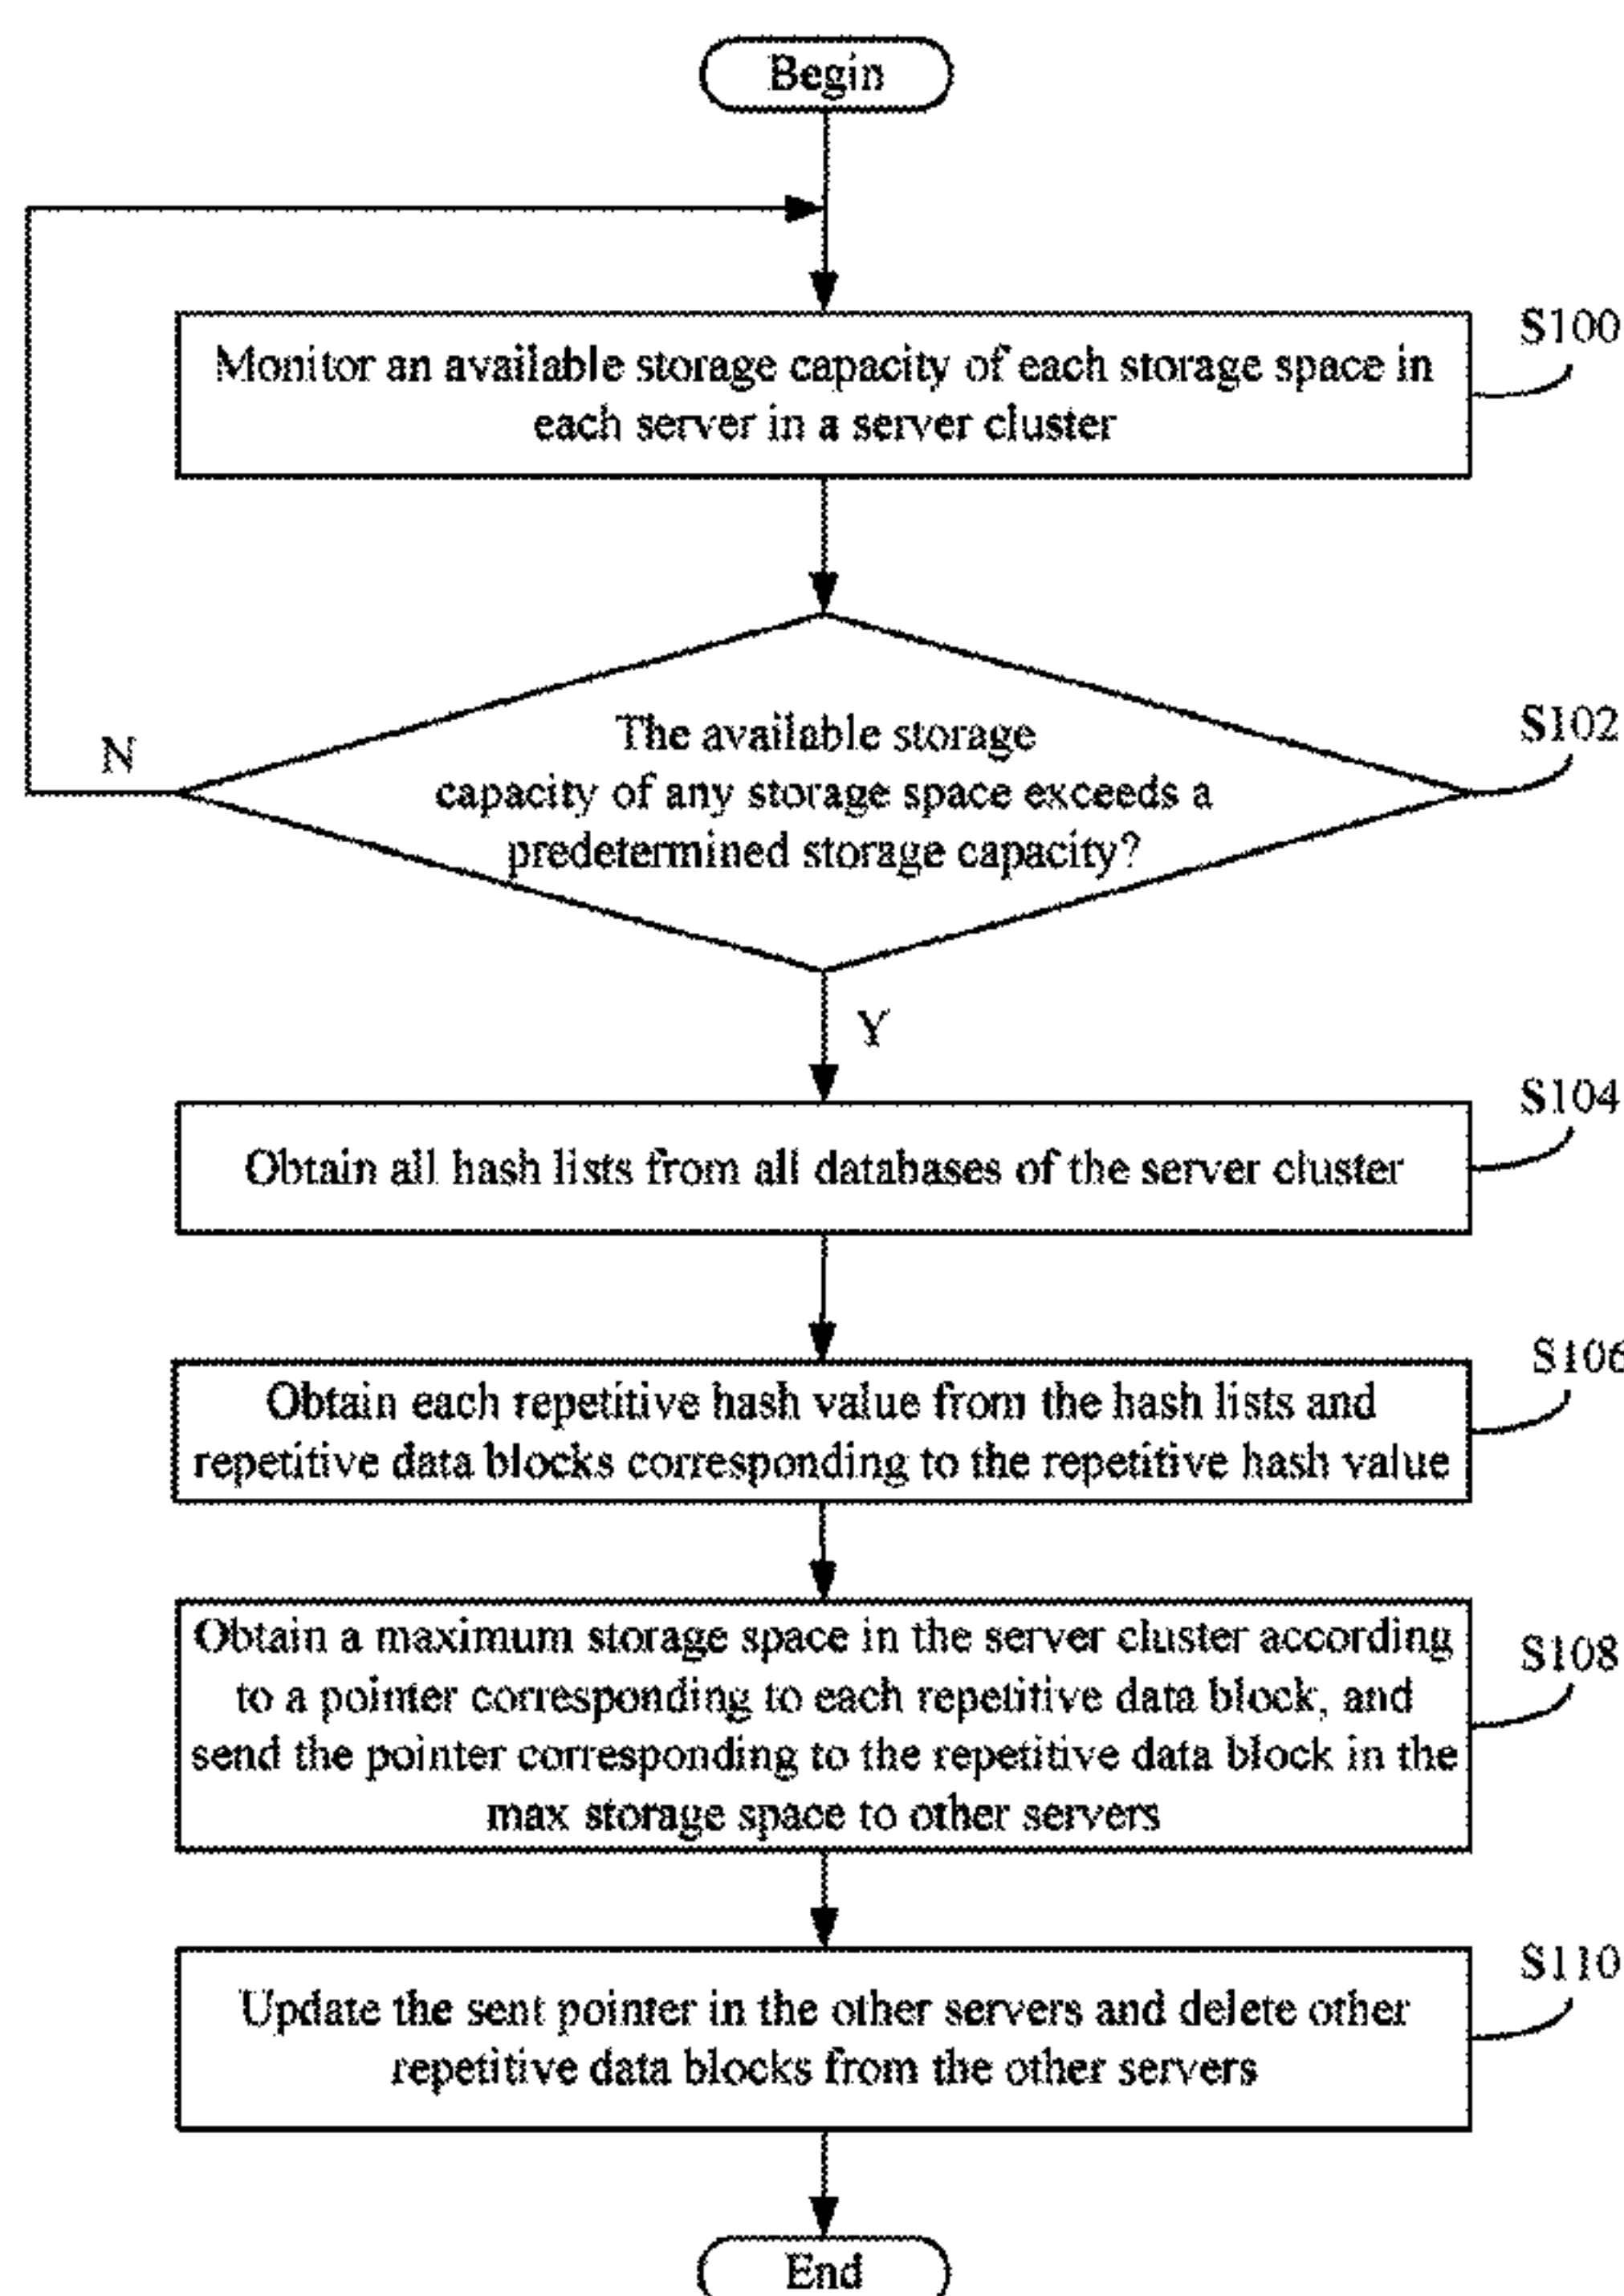 Begin
Monitor an available storage capacity of each storage space in
each server in a server cluster
S100
The available storage
capacity of any storage space exceeds a
predetermined storage capacity?
S102
N
Y
Obtain all hash lists from all databases of the server cluster
S104
Obtain each repetitive hash value from the hash lists and
repetitive data blocks corresponding to the repetitive hash value
S106
Obtain a maximum storage space in the server cluster according
to a pointer corresponding to each repetitive data block, and
send the pointer corresponding to the repetitive data block in the
max storage space to other servers
S108
Update the sent pointer in the other servers and delete other
repetitive data blocks from the other servers
S110
End